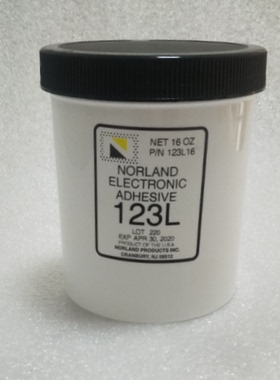 NET 16 OZ
P/N 123L16
NORLAND
ELECTRONIC
ADHESIVE
123L
LOT 220
EXP APR 30, 2020
PRODUCT OF THE U.S.A
NORLAND PRODUCTS INC.
CRANBURY, NJ 08512